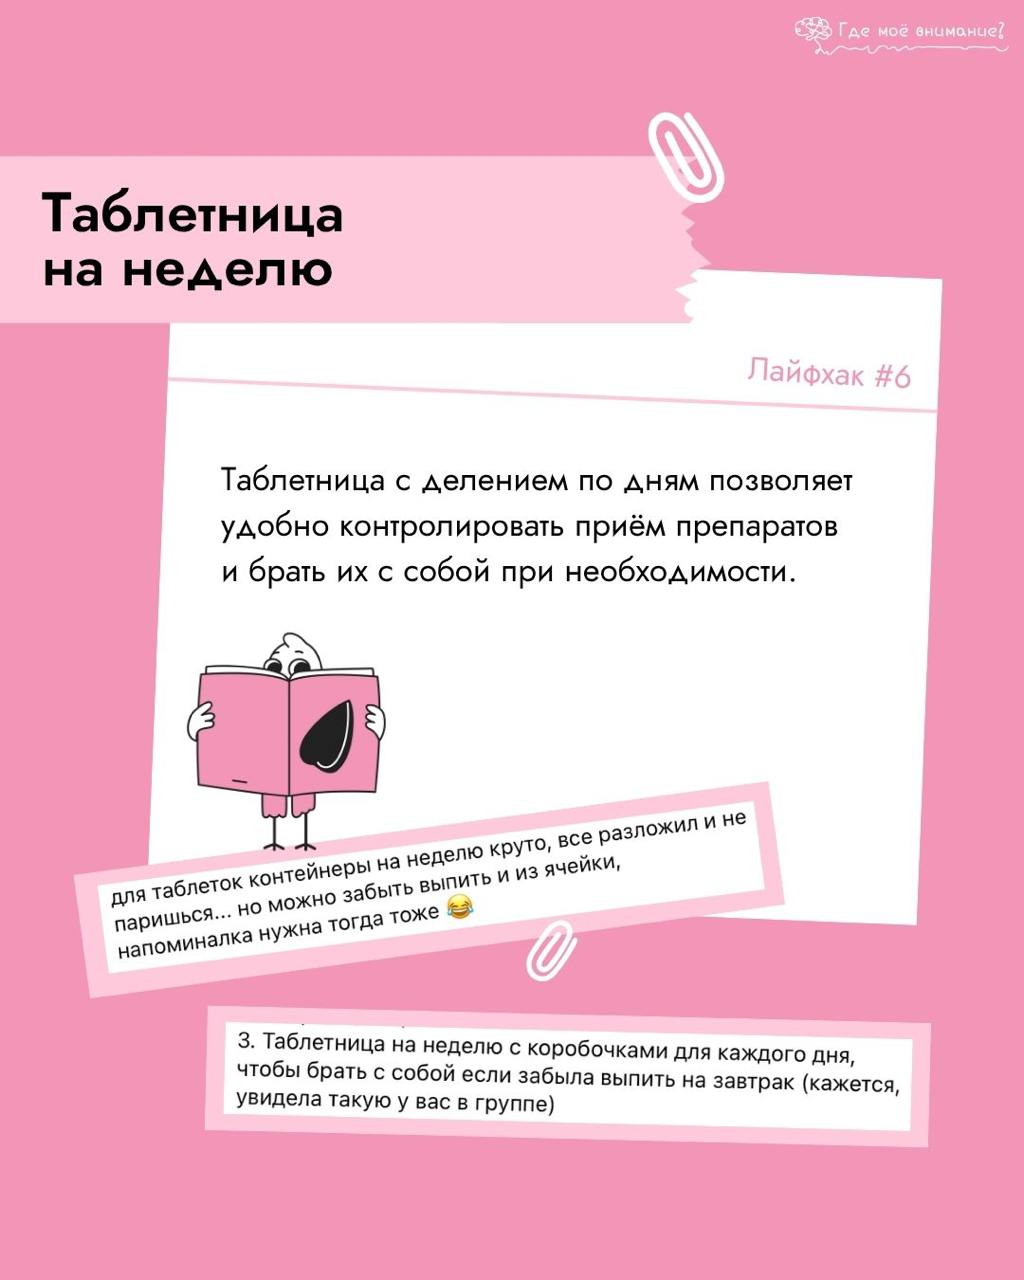 Где моё внимание?
Таблетница
на неделю
Лайфхак #6
Таблетница с делением по дням позволяет
удобно контролировать приём препаратов
и брать их с собой при необходимости.
для таблеток контейнеры на неделю круто, все разложил и не
паришься... но можно забыть выпить и из ячейки,
напоминалка нужна тогда тоже 😂
3. Таблетница на неделю с коробочками для каждого дня,
чтобы брать с собой если забыла выпить на завтрак (кажется,
увидела такую у вас в группе)